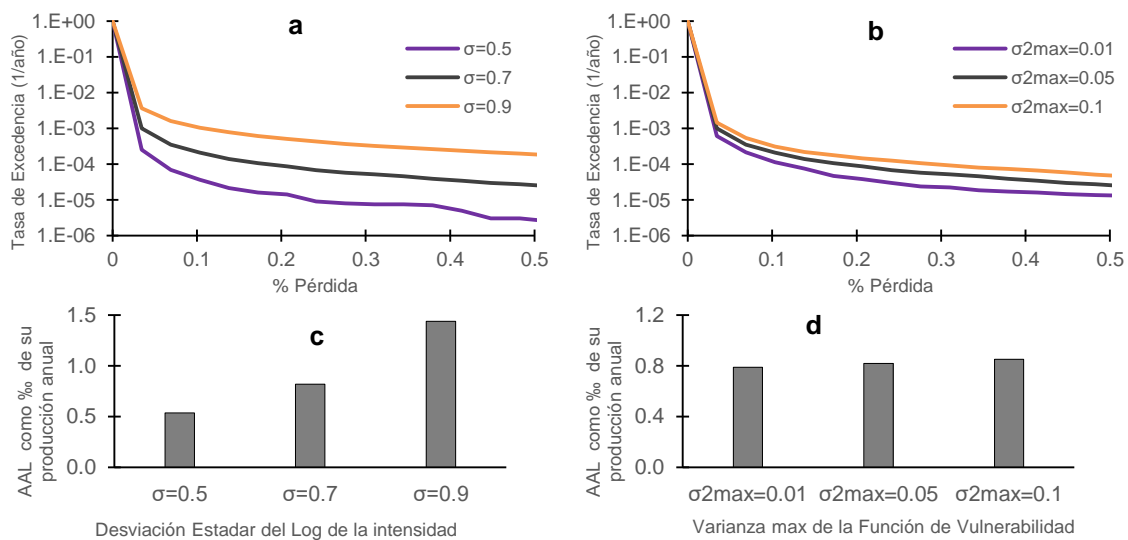 a
Tasa de Excedencia (1/año)
1.E+00
1.E-01
1.E-02
1.E-03
1.E-04
1.E-05
1.E-06
σ=0.5
σ=0.7
σ=0.9
0 0.1 0.2 0.3 0.4 0.5
% Pérdida
b
Tasa de Excedencia (1/año)
1.E+00
1.E-01
1.E-02
1.E-03
1.E-04
1.E-05
1.E-06
σ2max=0.01
σ2max=0.05
σ2max=0.1
0 0.1 0.2 0.3 0.4 0.5
% Pérdida
c
AAL como ‰ de su
producción anual
1.5
1.0
0.5
0.0
σ=0.5 σ=0.7 σ=0.9
Desviación Estadar del Log de la intensidad
d
AAL como ‰ de su
producción anual
1.2
0.8
0.4
0.0
σ2max=0.01 σ2max=0.05 σ2max=0.1
Varianza max de la Función de Vulnerabilidad